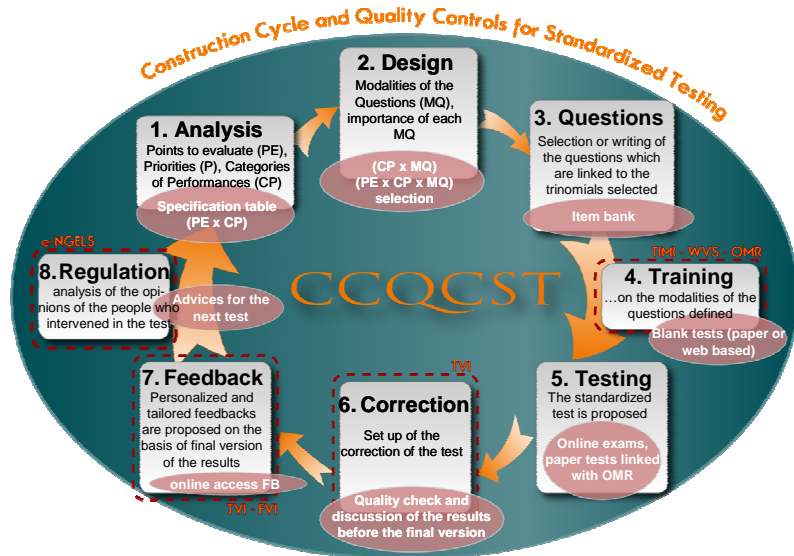 Construction Cycle and Quality Controls for Standardized Testing
1. Analysis
Points to evaluate (PE),
Priorities (P), Categories
of Performances (CP)
Specification table
(PE x CP)
2. Design
Modalities of the
Questions (MQ),
importance of each
MQ
(CP x MQ)
(PE x CP x MQ)
selection
3. Questions
Selection or writing of
the questions which
are linked to the
trinomials selected
Item bank
TIMI - WVS - OMR
4. Training
...on the modalities of the
questions defined
Blank tests (paper or
web based)
5. Testing
The standardized
test is proposed
Online exams,
paper tests linked
with OMR
TVI
6. Correction
Set up of the
correction of the test
Quality check and
discussion of the results
before the final version
7. Feedback
Personalized and
tailored feedbacks
are proposed on the
basis of final version
of the results
online access FB
TVI - FVI
e-NGELS
8. Regulation
analysis of the opi-
nions of the people who
intervened in the test
Advices for the
next test
CCQCST